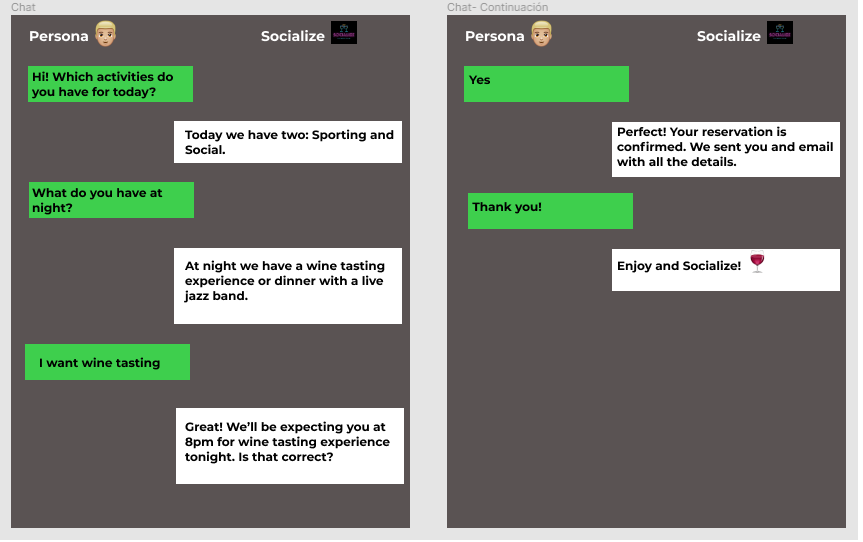 Chat
Persona
Socialize
Hi! Which activities do
you have for today?
Today we have two: Sporting and
Social.
What do you have at
night?
At night we have a wine tasting
experience or dinner with a live
jazz band.
I want wine tasting
Great! We’ll be expecting you at
8pm for wine tasting experience
tonight. Is that correct?
Chat- Continuación
Persona
Socialize
Yes
Perfect! Your reservation is
confirmed. We sent you and email
with all the details.
Thank you!
Enjoy and Socialize!